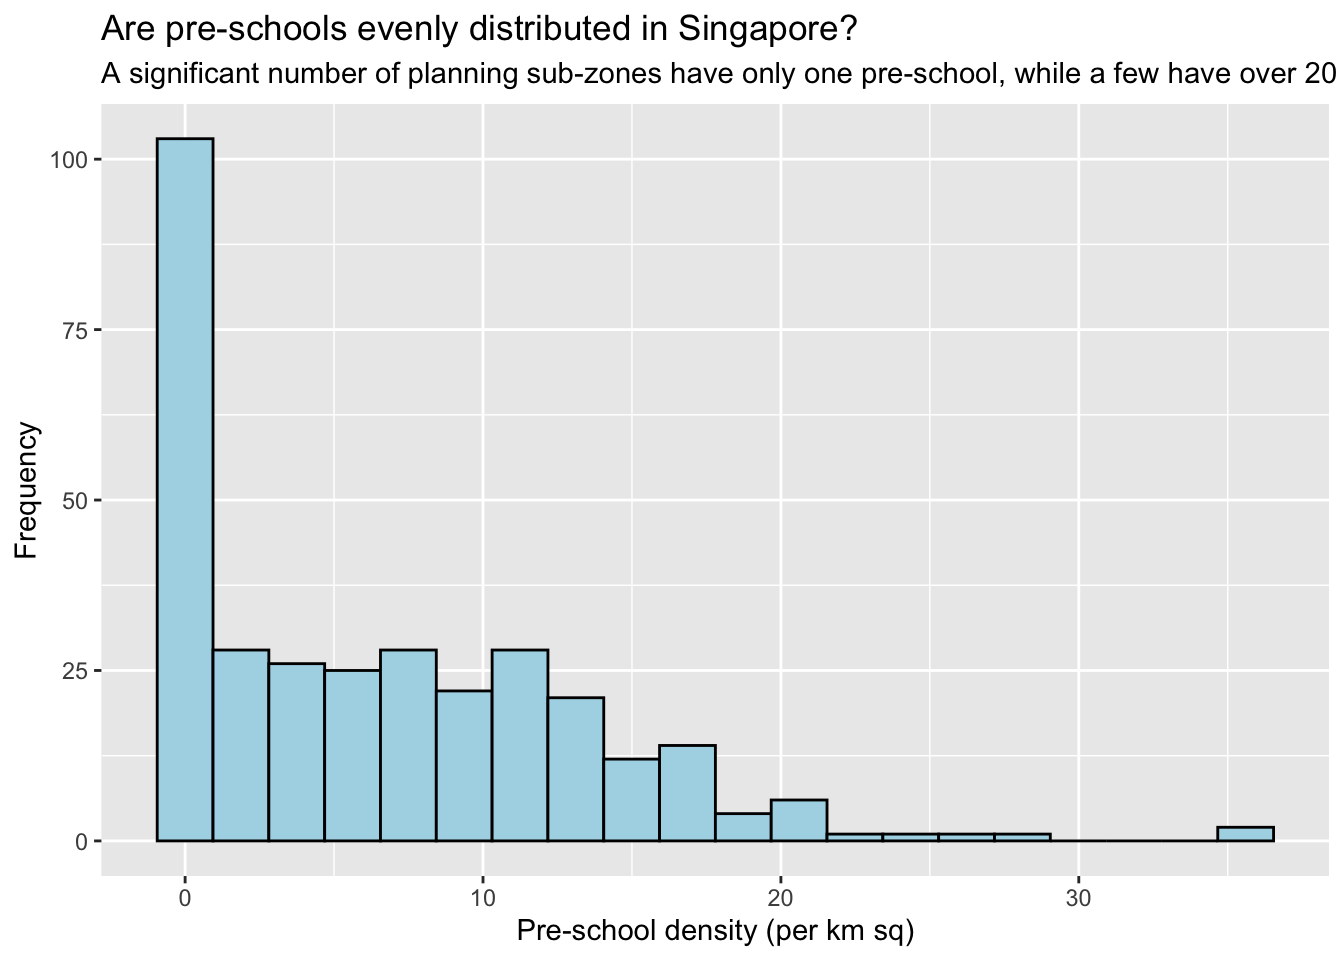 Are pre-schools evenly distributed in Singapore?
A significant number of planning sub-zones have only one pre-school, while a few have over 20
100
75
50
25
0
Frequency
0 10 20 30
Pre-school density (per km sq)